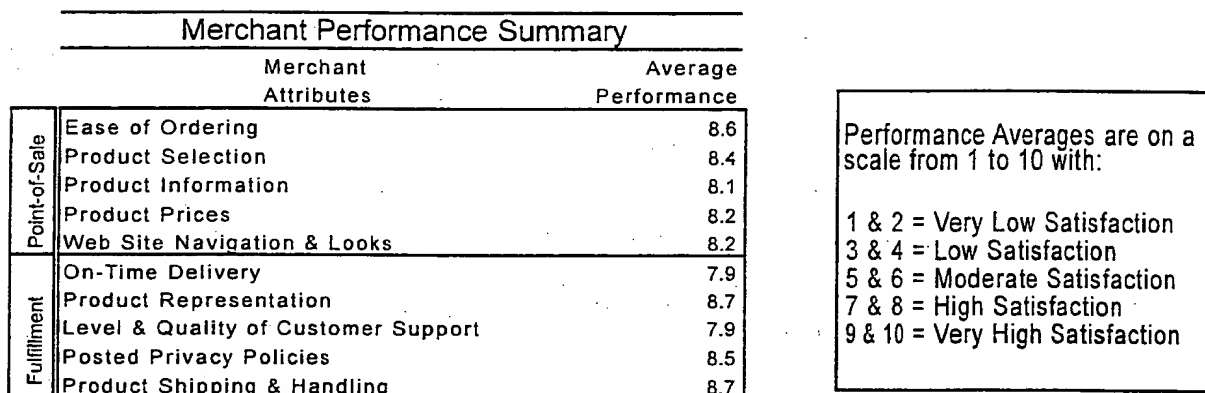 Merchant Performance Summary
Merchant Average
Attributes Performance
Point-of-Sale
Ease of Ordering 8.6
Product Selection 8.4
Product Information 8.1
Product Prices 8.2
Web Site Navigation & Looks 8.2
Fulfillment
On-Time Delivery 7.9
Product Representation 8.7
Level & Quality of Customer Support 7.9
Posted Privacy Policies 8.5
Product Shipping & Handling 8.7
Performance Averages are on a
scale from 1 to 10 with:
1 & 2 = Very Low Satisfaction
3 & 4 = Low Satisfaction
5 & 6 = Moderate Satisfaction
7 & 8 = High Satisfaction
9 & 10 = Very High Satisfaction